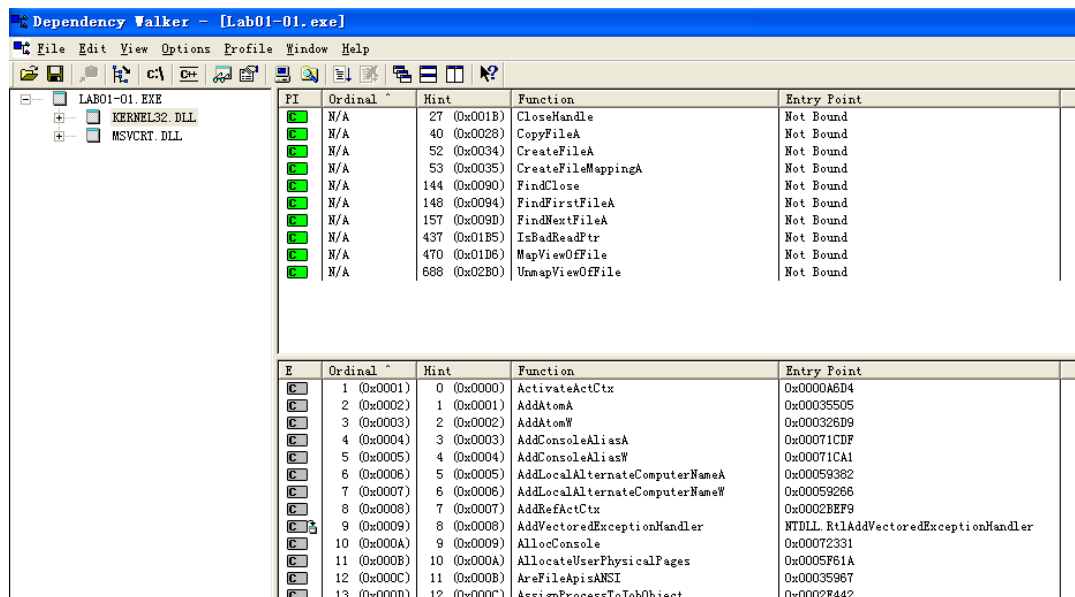 Dependency Walker - [Lab01-01.exe]
File Edit View Options Profile Window Help
c:\ C++
LAB01-01.EXE
KERNEL32.DLL
MSVCRT.DLL
PI Ordinal ^ Hint Function Entry Point
C N/A 27 (0x001B) CloseHandle Not Bound
C N/A 40 (0x0028) CopyFileA Not Bound
C N/A 52 (0x0034) CreateFileA Not Bound
C N/A 53 (0x0035) CreateFileMappingA Not Bound
C N/A 144 (0x0090) FindClose Not Bound
C N/A 148 (0x0094) FindFirstFileA Not Bound
C N/A 157 (0x009D) FindNextFileA Not Bound
C N/A 437 (0x01B5) IsBadReadPtr Not Bound
C N/A 470 (0x01D6) MapViewOfFile Not Bound
C N/A 688 (0x02B0) UnmapViewOfFile Not Bound
E Ordinal ^ Hint Function Entry Point
C 1 (0x0001) 0 (0x0000) ActivateActCtx 0x0000A6D4
C 2 (0x0002) 1 (0x0001) AddAtomA 0x00035505
C 3 (0x0003) 2 (0x0002) AddAtomW 0x000326D9
C 4 (0x0004) 3 (0x0003) AddConsoleAliasA 0x00071CDF
C 5 (0x0005) 4 (0x0004) AddConsoleAliasW 0x00071CA1
C 6 (0x0006) 5 (0x0005) AddLocalAlternateComputerNameA 0x00059382
C 7 (0x0007) 6 (0x0006) AddLocalAlternateComputerNameW 0x00059266
C 8 (0x0008) 7 (0x0007) AddRefActCtx 0x0002BEF9
C 9 (0x0009) 8 (0x0008) AddVectoredExceptionHandler NTDLL.RtlAddVectoredExceptionHandler
C 10 (0x000A) 9 (0x0009) AllocConsole 0x00072331
C 11 (0x000B) 10 (0x000A) AllocateUserPhysicalPages 0x0005F61A
C 12 (0x000C) 11 (0x000B) AreFileApisANSI 0x00035967
C 13 (0x000D) 12 (0x000C) AssignProcessToJobObject 0x0002E442